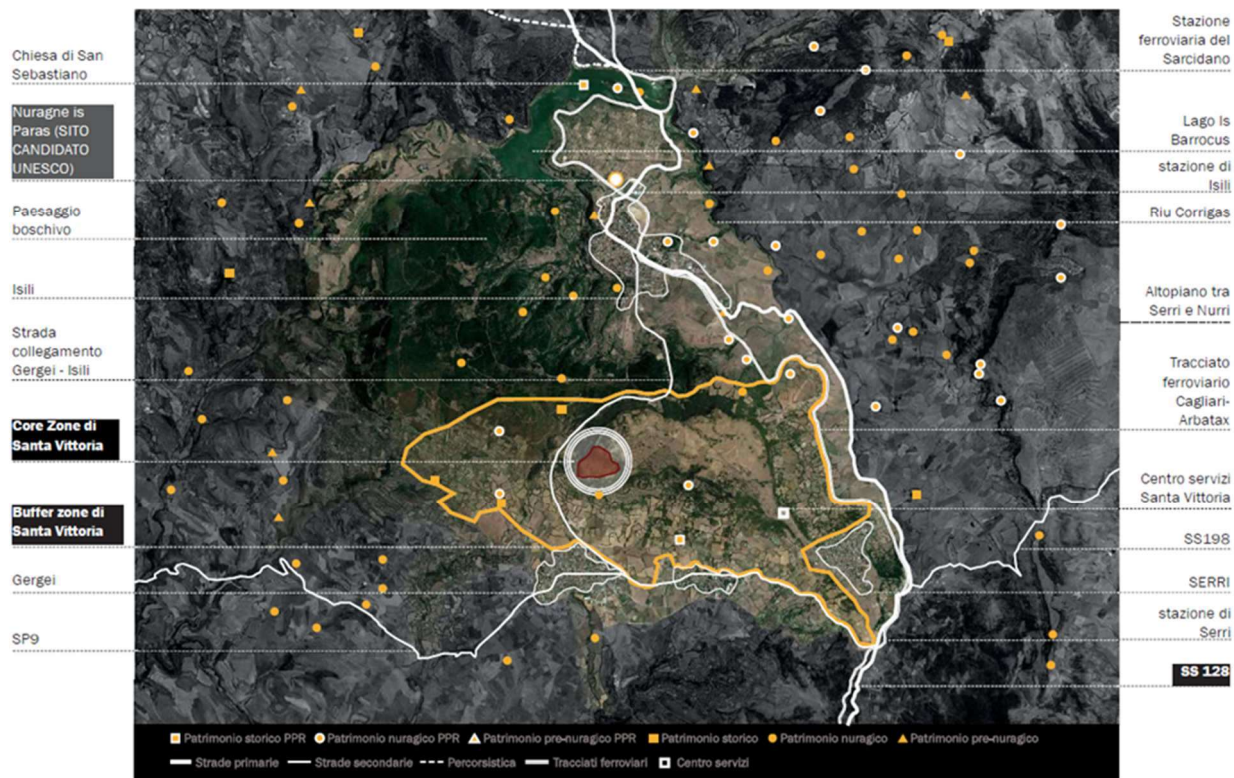 Chiesa di San
Sebastiano
Nuragne is
Paras (SITO
CANDIDATO
UNESCO)
Paesaggio
boschivo
Isili
Strada
collegamento
Gergei - Isili
Core Zone di
Santa Vittoria
Buffer zone di
Santa Vittoria
Gergei
SP9
Stazione
ferroviaria del
Sarcidano
Lago Is
Barrocus
stazione di
Isili
Riu Corrigas
Altopiano tra
Serri e Nurri
Tracciato
ferroviario
Cagliari-
Arbatax
Centro servizi
Santa Vittoria
SS198
SERRI
stazione di
Serri
SS 128
Patrimonio storico PPR Patrimonio nuragico PPR Patrimonio pre-nuragico PPR Patrimonio storico Patrimonio nuragico Patrimonio pre-nuragico
Strade primarie Strade secondarie Percorsistica Tracciati ferroviari Centro servizi